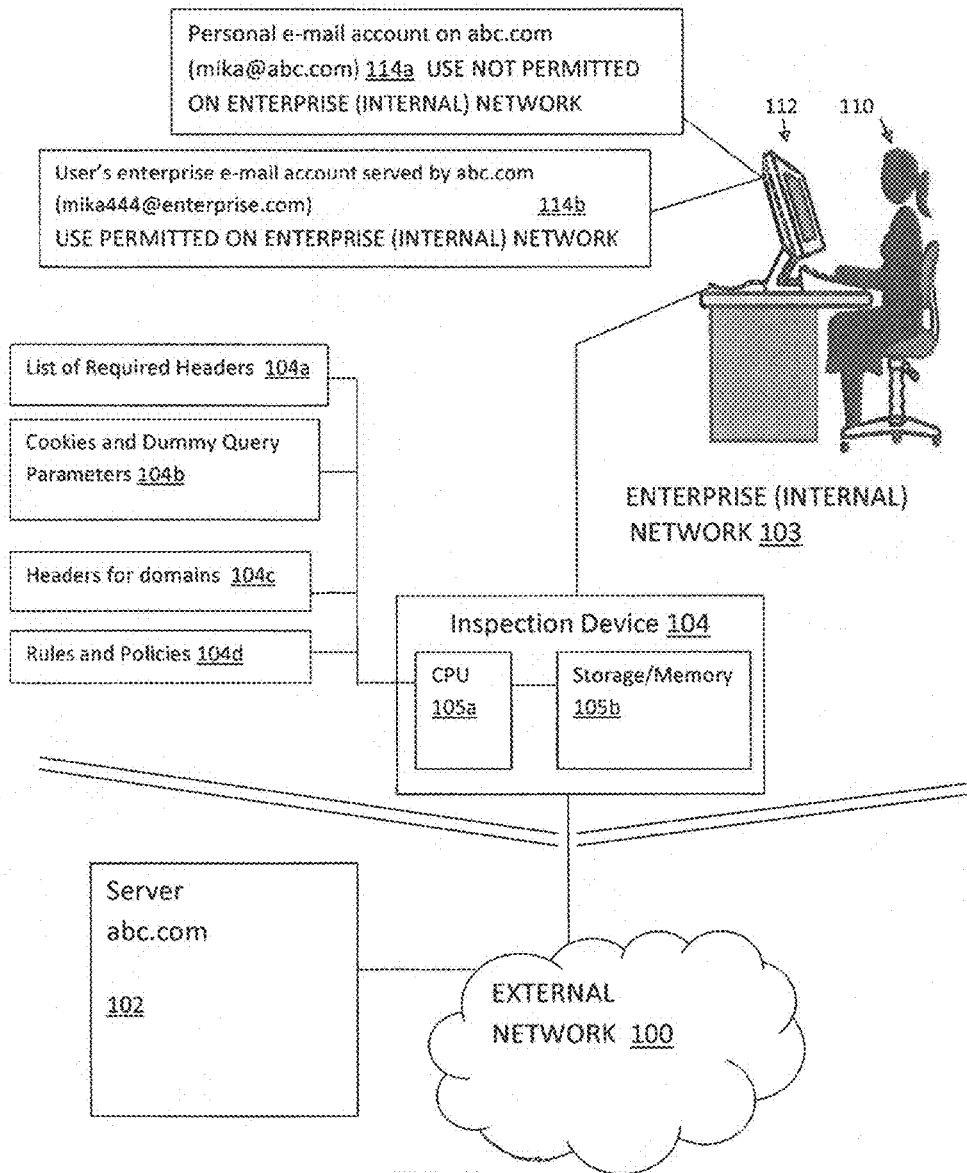 Personal e-mail account on abc.com
(mika@abc.com) 114a USE NOT PERMITTED
ON ENTERPRISE (INTERNAL) NETWORK
112
110
User's enterprise e-mail account served by abc.com
(mika444@enterprise.com) 114b
USE PERMITTED ON ENTERPRISE (INTERNAL) NETWORK
List of Required Headers 104a
Cookies and Dummy Query
Parameters 104b
ENTERPRISE (INTERNAL)
NETWORK 103
Headers for domains 104c
Rules and Policies 104d
Inspection Device 104
CPU
105a
Storage/Memory
105b
Server
abc.com
102
EXTERNAL
NETWORK 100